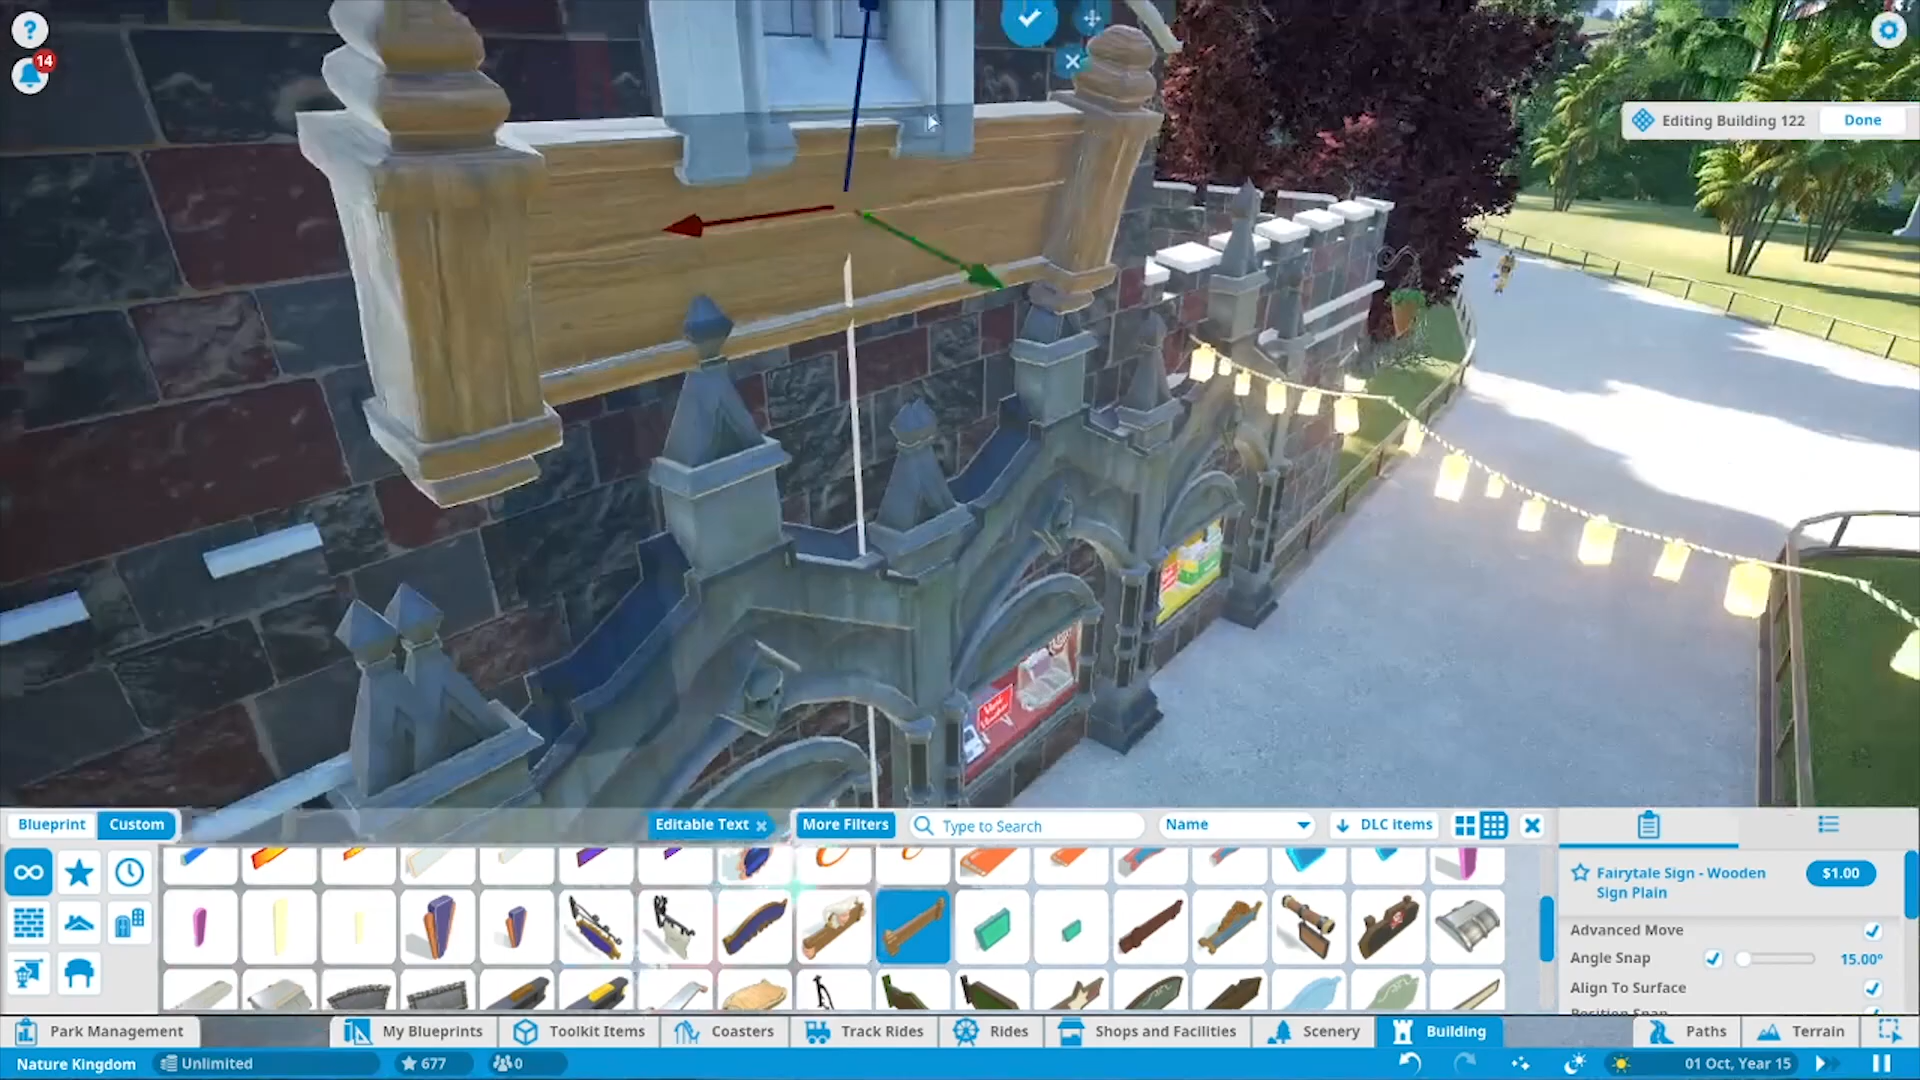 ?
14
Editing Building 122
Done
Blueprint
Custom
Editable Text
More Filters
Type to Search
Name
DLC items
Fairytale Sign - Wooden
Sign Plain
$1.00
Advanced Move
Angle Snap
15.00°
Align To Surface
Park Management
My Blueprints
Toolkit Items
Coasters
Track Rides
Rides
Shops and Facilities
Scenery
Building
Paths
Terrain
Nature Kingdom
Unlimited
677
0
01 Oct, Year 15